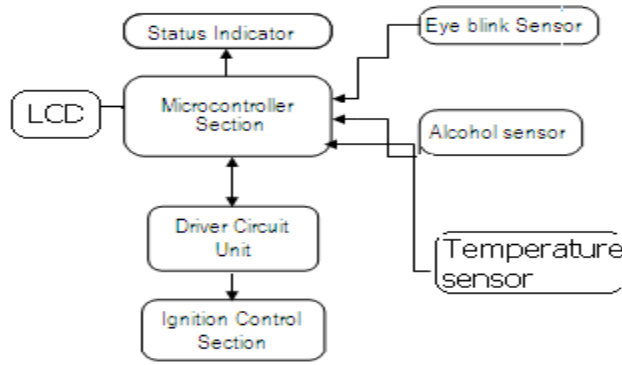 Status Indicator
Eye blink Sensor
LCD
Microcontroller
Section
Alcohol sensor
Driver Circuit
Unit
Temperature
sensor
Ignition Control
Section